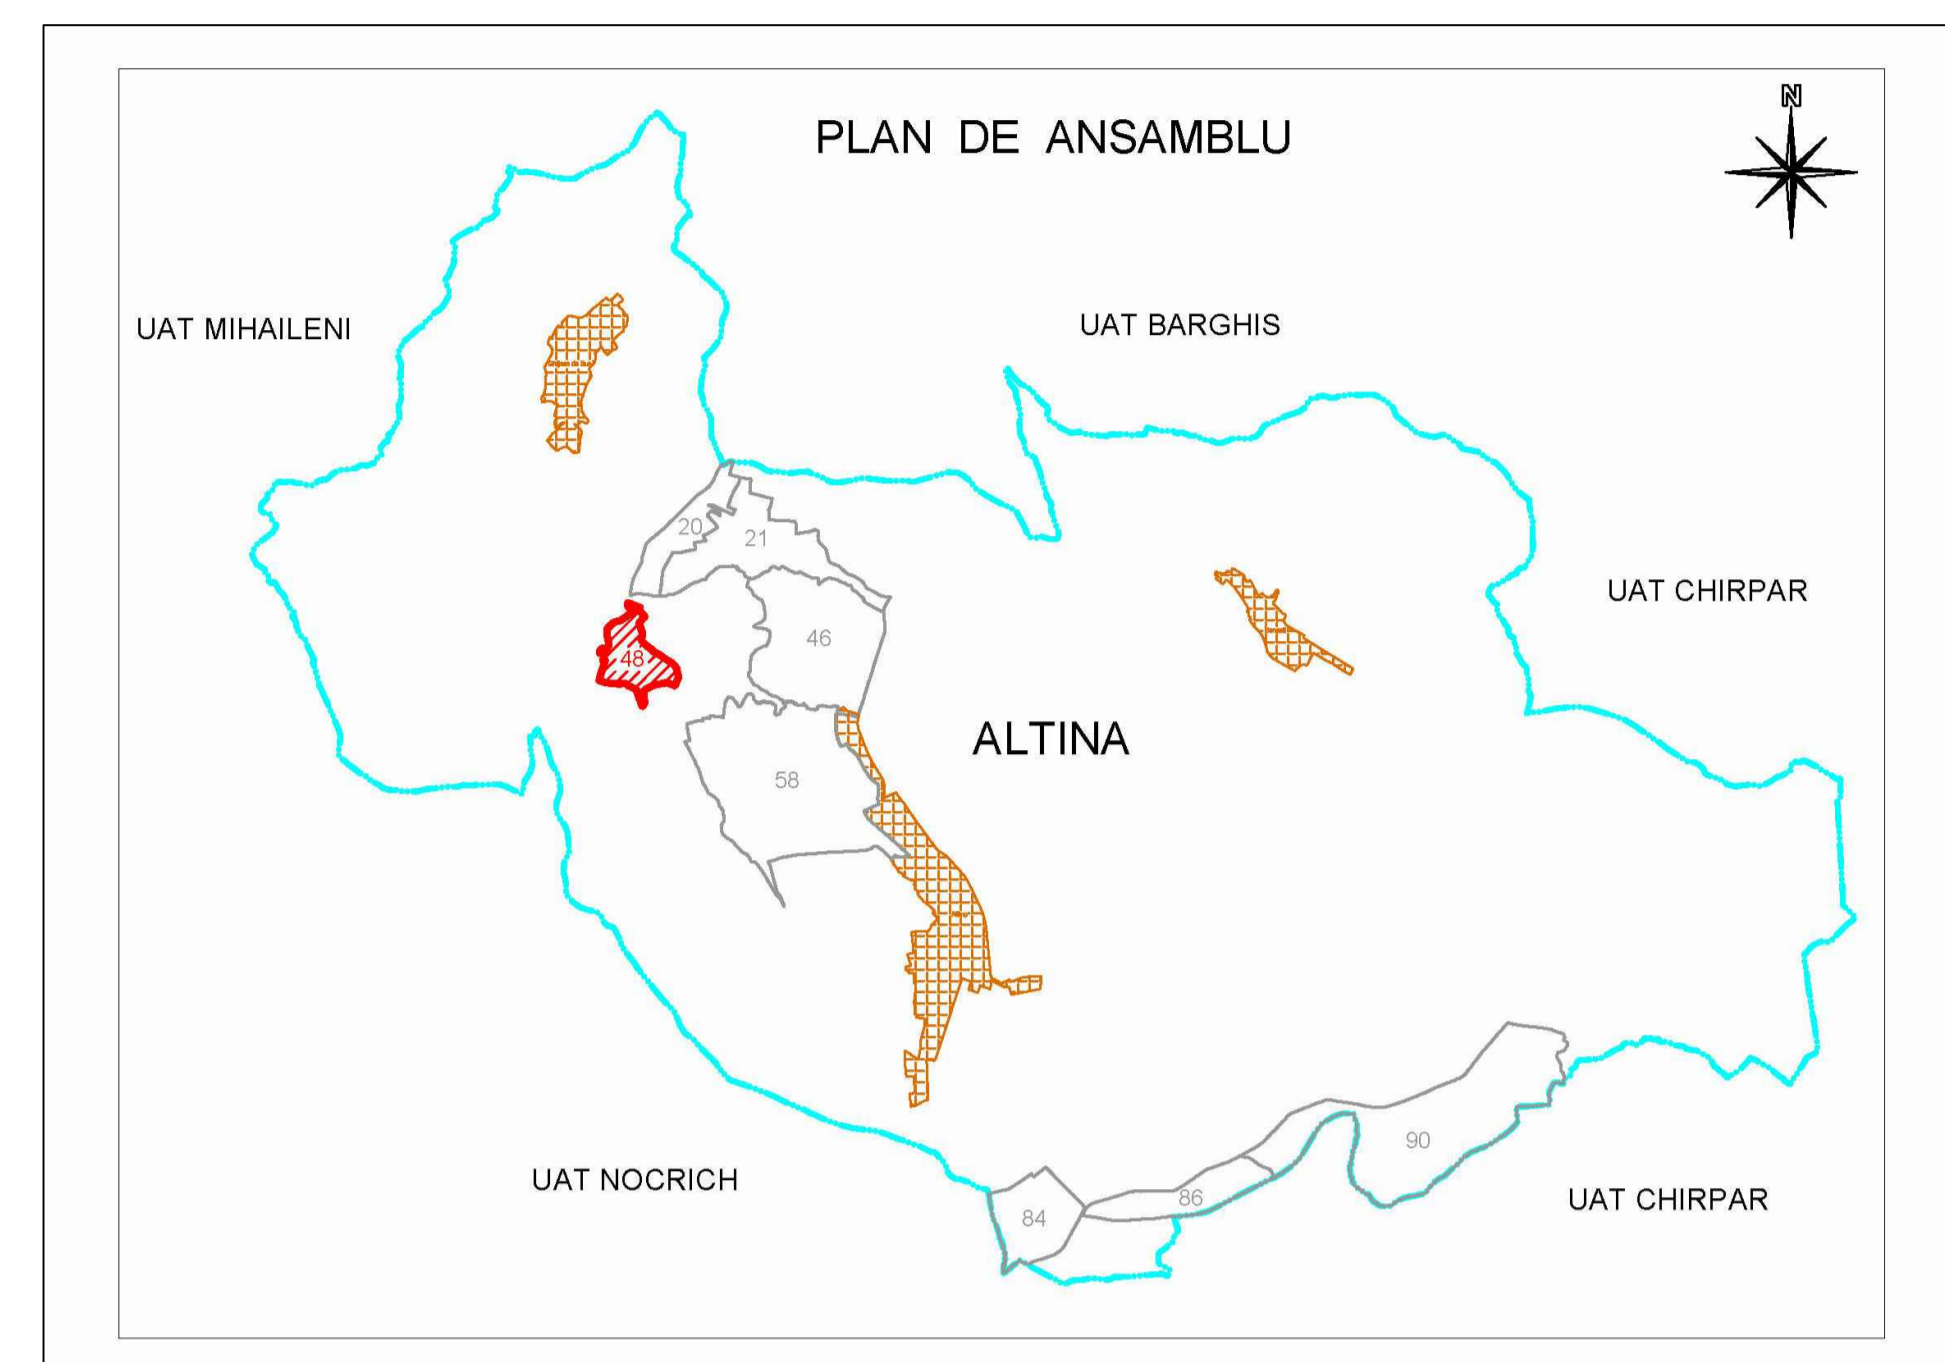 PLAN DE ANSAMBLU
N
UAT MIHAILENI
UAT BARGHIS
20
21
UAT CHIRPAR
46
48
ALTINA
58
90
UAT NOCRICH
86
UAT CHIRPAR
84